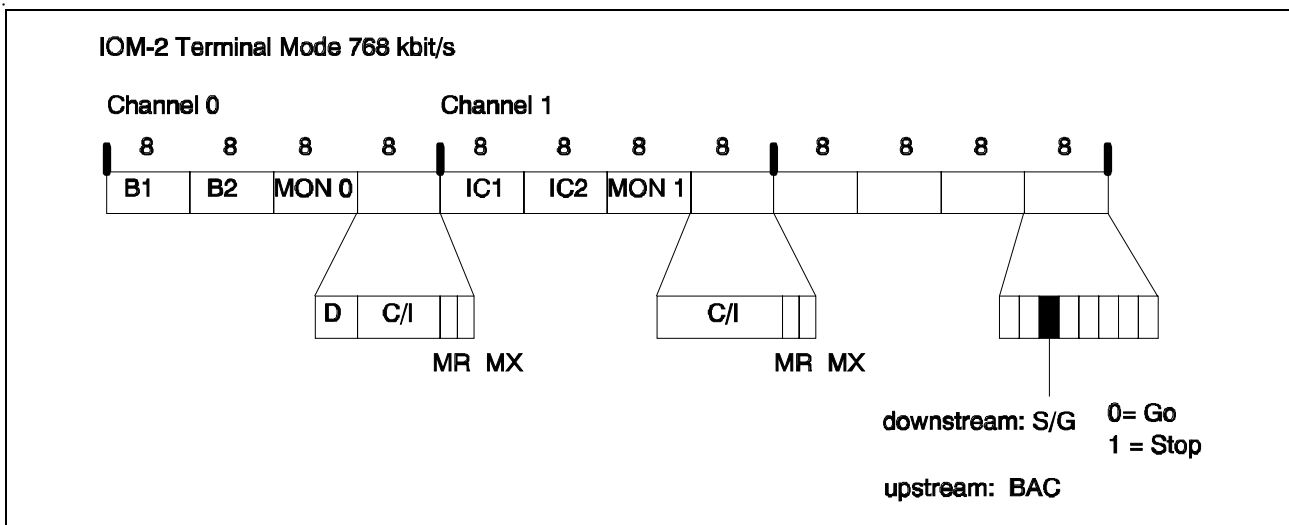 IOM-2 Terminal Mode 768 kbit/s
Channel 0 Channel 1
8 8 8 8 8 8 8 8 8 8 8 8
B1 B2 MON 0 IC1 IC2 MON 1
D C/I C/I
MR MX MR MX
downstream: S/G 0= Go
1 = Stop
upstream: BAC